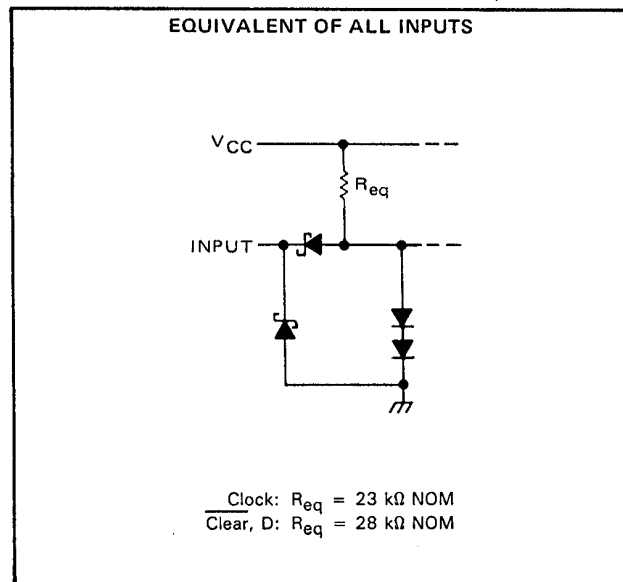 EQUIVALENT OF ALL INPUTS
VCC
Req
INPUT
Clock: Req = 23 kΩ NOM
Clear, D: Req = 28 kΩ NOM